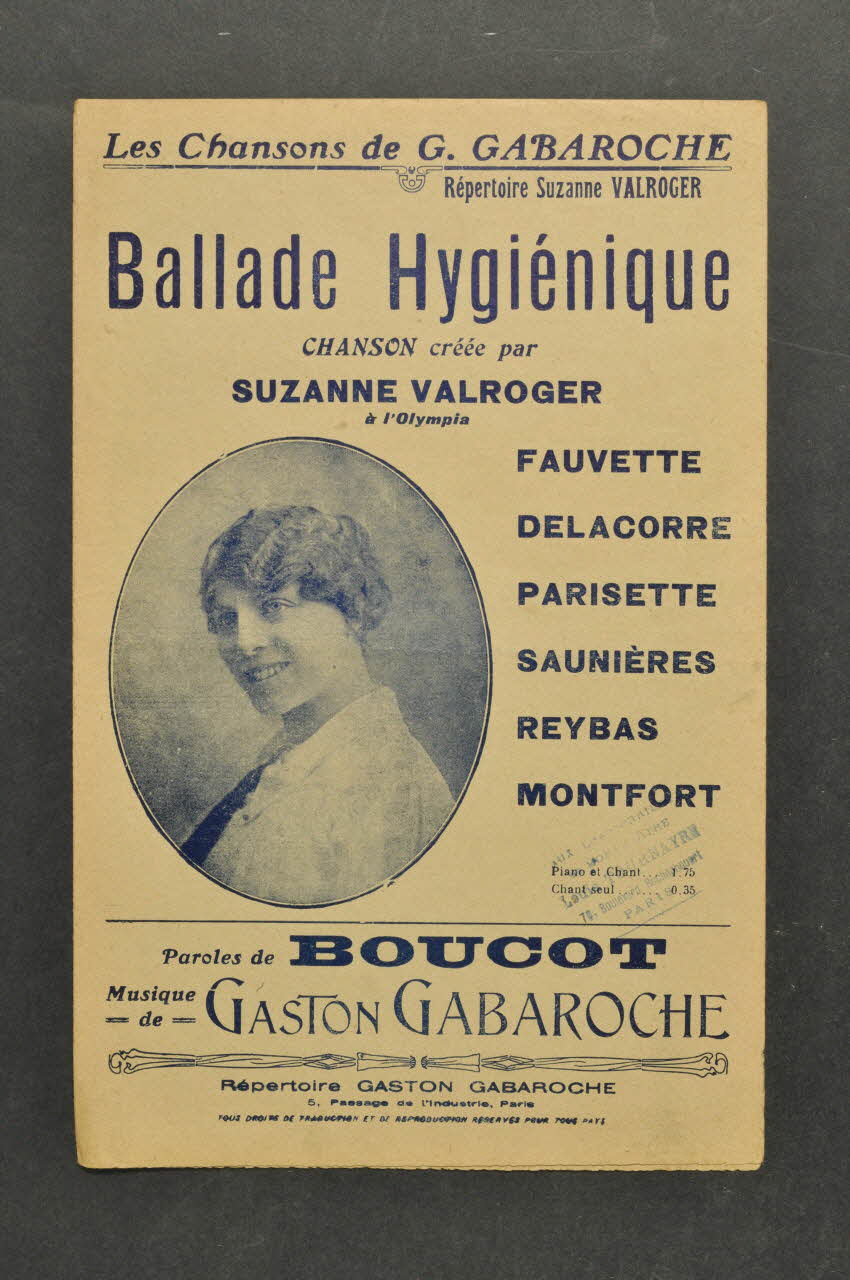 Les Chansons de G. GABAROCHE
Répertoire Suzanne VALROGER
Ballade Hygiénique
CHANSON créée par
SUZANNE VALROGER
à l'Olympia
FAUVETTE
DELACORRE
PARISETTE
SAUNIÈRES
REYBAS
MONTFORT
Piano et Chant... 1.75
Chant seul...... 0.35
PARIS
Paroles de BOUCOT
Musique de GASTON GABAROCHE
Répertoire GASTON GABAROCHE
5, Passage de l'Industrie, Paris
TOUS DROITS DE TRADUCTION ET DE REPRODUCTION RÉSERVÉS POUR TOUS PAYS